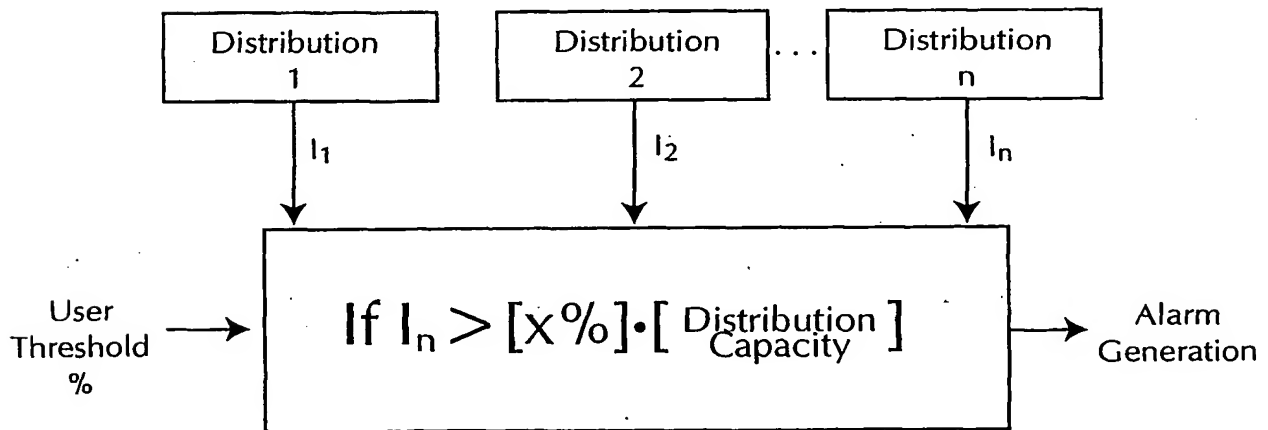 Distribution
1
Distribution
2
...
Distribution
n
I1
I2
In
User
Threshold
%
If In > [x%]•[ Distribution
Capacity ]
Alarm
Generation